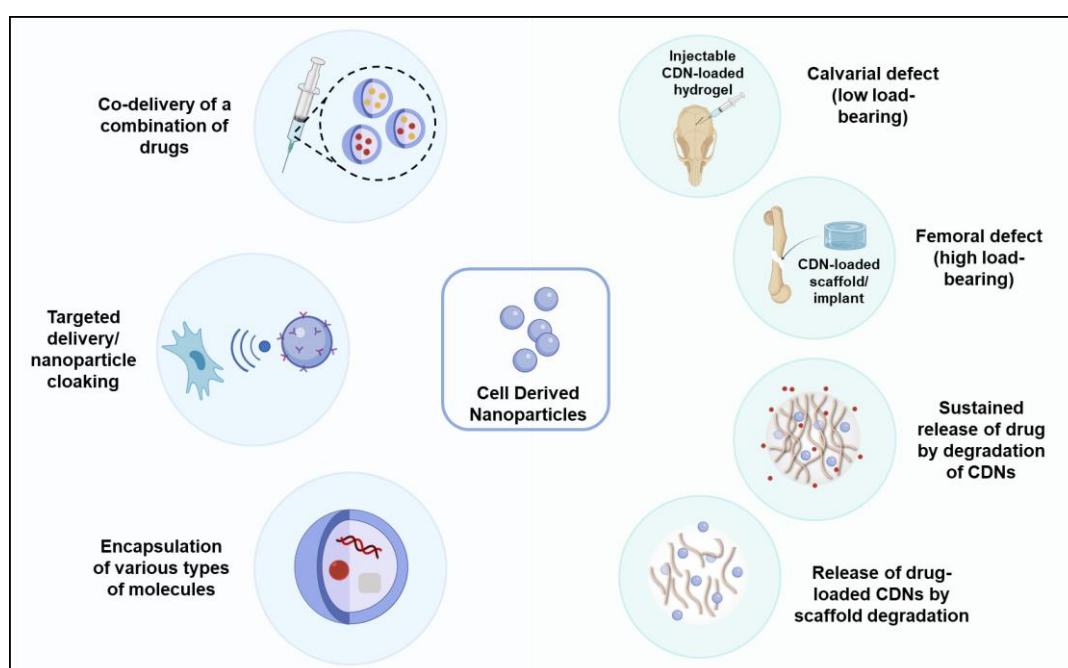 Co-delivery of a
combination of
drugs
Targeted
delivery/
nanoparticle
cloaking
Encapsulation
of various types
of molecules
Cell Derived
Nanoparticles
Injectable
CDN-loaded
hydrogel
Calvarial defect
(low load-
bearing)
CDN-loaded
scaffold/
implant
Femoral defect
(high load-
bearing)
Sustained
release of drug
by degradation
of CDNs
Release of drug-
loaded CDNs by
scaffold degradation